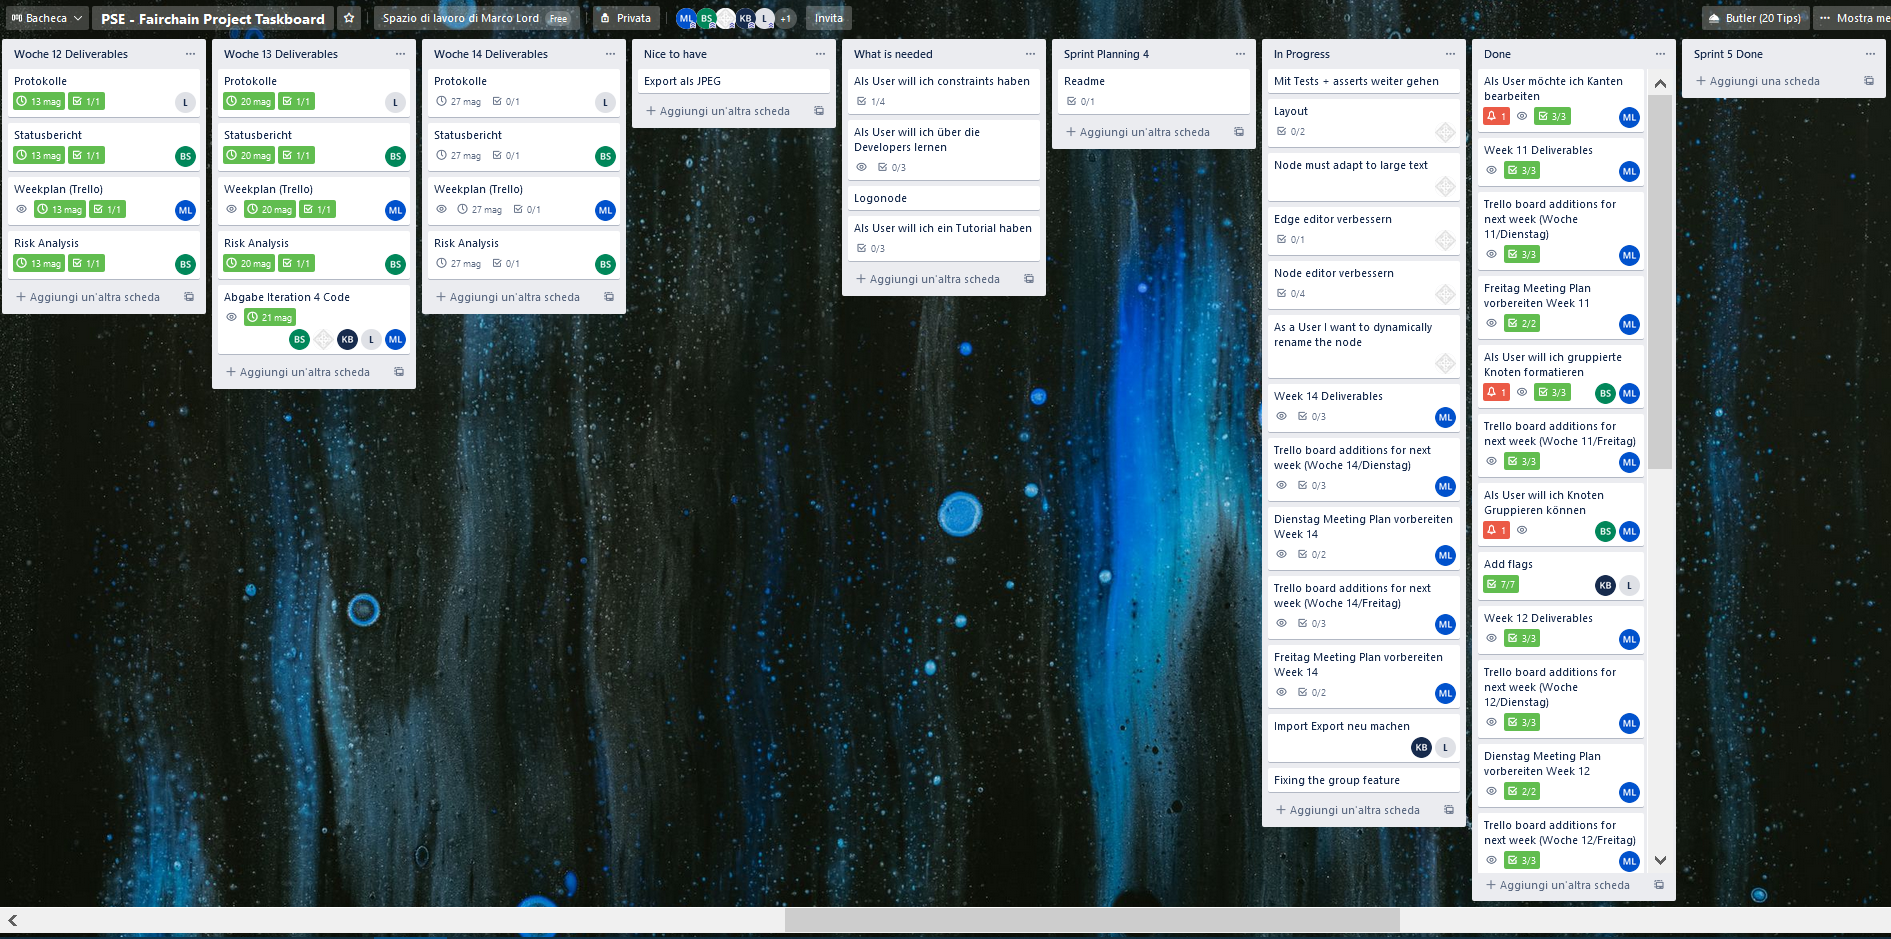 Bacheca
PSE - Fairchain Project Taskboard
Spazio di lavoro di Marco Lord Free
Privata
ML BS KB L +1
Invita
Butler (20 Tips)
Mostra me
Woche 12 Deliverables
Protokolle
13 mag 1/1 L
Statusbericht
13 mag 1/1 BS
Weekplan (Trello)
13 mag 1/1 ML
Risk Analysis
13 mag 1/1 BS
Aggiungi un'altra scheda
Woche 13 Deliverables
Protokolle
20 mag 1/1 L
Statusbericht
20 mag 1/1 BS
Weekplan (Trello)
20 mag 1/1 ML
Risk Analysis
20 mag 1/1 BS
Abgabe Iteration 4 Code
21 mag
BS KB L ML
Aggiungi un'altra scheda
Woche 14 Deliverables
Protokolle
27 mag 0/1 L
Statusbericht
27 mag 0/1 BS
Weekplan (Trello)
27 mag 0/1 ML
Risk Analysis
27 mag 0/1 BS
Aggiungi un'altra scheda
Nice to have
Export als JPEG
Aggiungi un'altra scheda
What is needed
Als User will ich constraints haben
1/4
Als User will ich über die
Developers lernen
0/3
Logonode
Als User will ich ein Tutorial haben
0/3
Aggiungi un'altra scheda
Sprint Planning 4
Readme
0/1
Aggiungi un'altra scheda
In Progress
Mit Tests + asserts weiter gehen
Layout
0/2
Node must adapt to large text
Edge editor verbessern
0/1
Node editor verbessern
0/4
As a User I want to dynamically
rename the node
Week 14 Deliverables
0/3 ML
Trello board additions for next
week (Woche 14/Dienstag)
0/3 ML
Dienstag Meeting Plan vorbereiten
Week 14
0/2 ML
Trello board additions for next
week (Woche 14/Freitag)
0/3 ML
Freitag Meeting Plan vorbereiten
Week 14
0/2 ML
Import Export neu machen
KB L
Fixing the group feature
Aggiungi un'altra scheda
Done
Als User möchte ich Kanten
bearbeiten
1 3/3 ML
Week 11 Deliverables
3/3 ML
Trello board additions for
next week (Woche
11/Dienstag)
3/3 ML
Freitag Meeting Plan
vorbereiten Week 11
2/2 ML
Als User will ich gruppierte
Knoten formatieren
1 3/3 BS ML
Trello board additions for
next week (Woche 11/Freitag)
3/3 ML
Als User will ich Knoten
Gruppieren können
1 BS ML
Add flags
7/7 KB L
Week 12 Deliverables
3/3 ML
Trello board additions for
next week (Woche
12/Dienstag)
3/3 ML
Dienstag Meeting Plan
vorbereiten Week 12
2/2 ML
Trello board additions for
next week (Woche 12/Freitag)
3/3 ML
Aggiungi un'altra scheda
Sprint 5 Done
Aggiungi una scheda